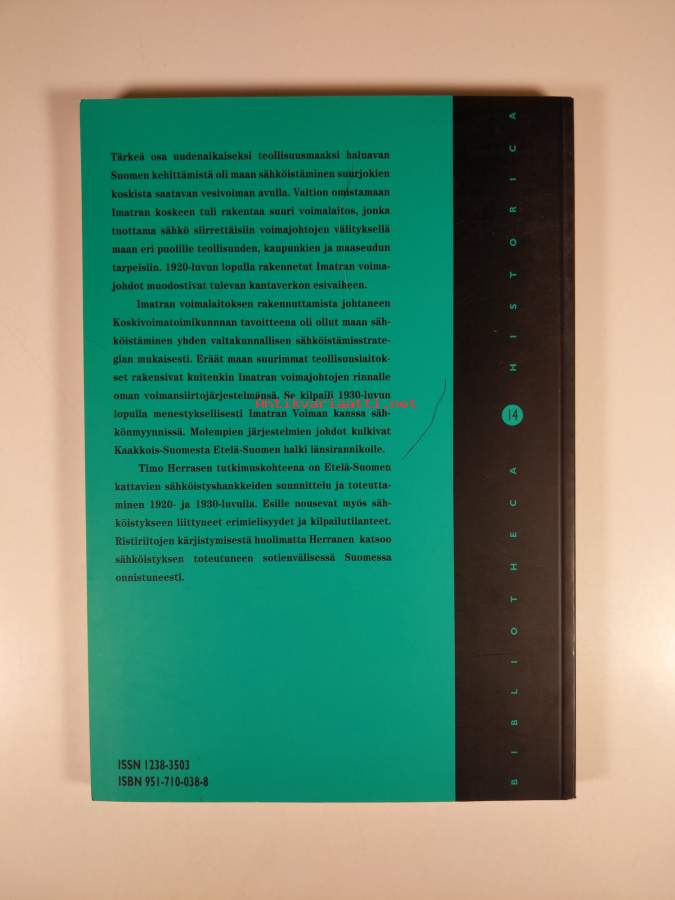 Tärkeä osa uudenaikaiseksi teollisuusmaaksi haluavan
Suomen kehittämistä oli maan sähköistäminen suurjokien
koskista saatavan vesivoiman avulla. Valtion omistamaan
Imatran koskeen tuli rakentaa suuri voimalaitos, jonka
tuottama sähkö siirrettäisiin voimajohtojen välityksellä
maan eri puolille teollisuuden, kaupunkien ja maaseudun
tarpeisiin. 1920-luvun lopulla rakennetut Imatran voima-
johdot muodostivat tulevan kantaverkon esivaiheen.
Imatran voimalaitoksen rakennuttamista johtaneen
Koskivoimatoimikunnnan tavoitteena oli ollut maan säh-
köistäminen yhden valtakunnallisen sähköistämisstrate-
gian mukaisesti. Eräät maan suurimmat teollisuuslaitok-
set rakensivat kuitenkin Imatran voimajohtojen rinnalle
oman voimansiirtojärjestelmänsä. Se kilpaili 1930-luvun
lopulla menestyksellisesti Imatran Voiman kanssa säh-
könmyynnissä. Molempien järjestelmien johdot kulkivat
Kaakkois-Suomesta Etelä-Suomen halki länsirannikolle.
Timo Herrasen tutkimuskohteena on Etelä-Suomen
kattavien sähköistyshankkeiden suunnittelu ja toteutta-
minen 1920- ja 1930-luvulla. Esille nousevat myös säh-
köistykseen liittyneet erimielisyydet ja kilpailutilanteet.
Ristiriitojen kärjistymisestä huolimatta Herranen katsoo
sähköistyksen toteutuneen sotienvälisessä Suomessa
onnistuneesti.
Antikvariaatti.net
ISSN 1238-3503
ISBN 951-710-038-8
BIBLIOTHECA 14 HISTORICA